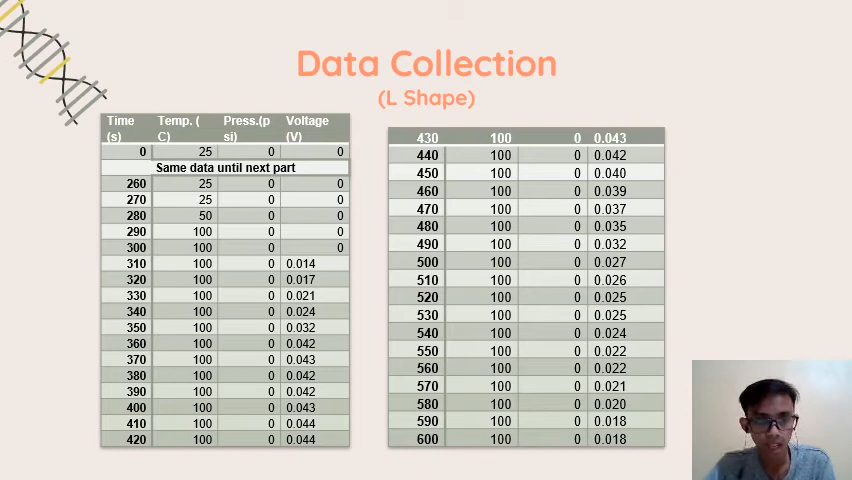 Data Collection
(L Shape)
Time (s) Temp. ( C) Press.(p si) Voltage (V)
0 25 0 0
Same data until next part
260 25 0 0
270 25 0 0
280 50 0 0
290 100 0 0
300 100 0 0
310 100 0 0.014
320 100 0 0.017
330 100 0 0.021
340 100 0 0.024
350 100 0 0.032
360 100 0 0.042
370 100 0 0.043
380 100 0 0.042
390 100 0 0.042
400 100 0 0.043
410 100 0 0.044
420 100 0 0.044
430 100 0 0.043
440 100 0 0.042
450 100 0 0.040
460 100 0 0.039
470 100 0 0.037
480 100 0 0.035
490 100 0 0.032
500 100 0 0.027
510 100 0 0.026
520 100 0 0.025
530 100 0 0.025
540 100 0 0.024
550 100 0 0.022
560 100 0 0.022
570 100 0 0.021
580 100 0 0.020
590 100 0 0.018
600 100 0 0.018